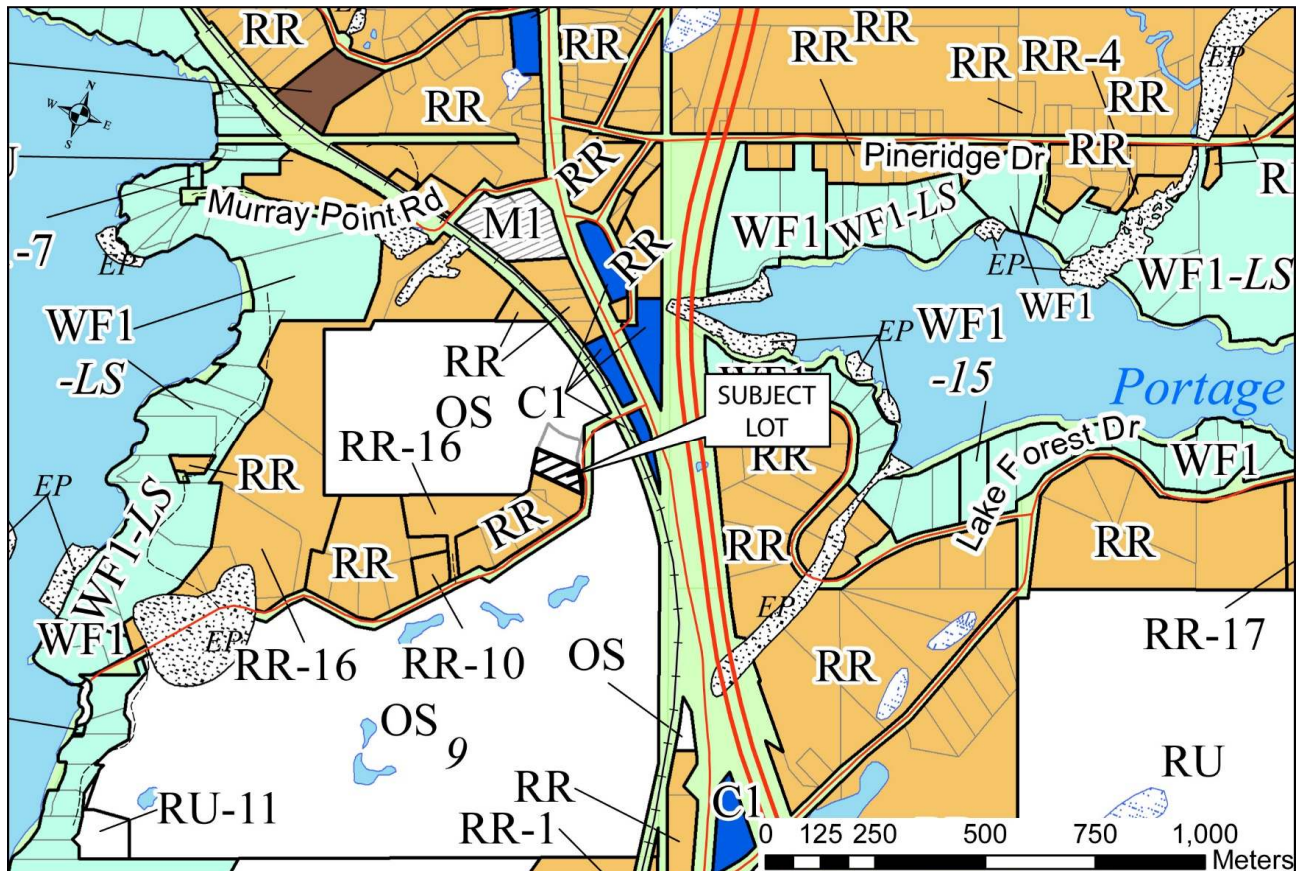 RR
RR
RR
RR
RR
RR
RR-4
RR
EP
N
W
E
S
RR
RR
Pineridge Dr
RR
Murray Point Rd
M1
RR
WF1
WF1-LS
-7
EP
EP
WF1
WF1-LS
WF1
-LS
RR
OS
C1
EP
WF1
-15
Portage
SUBJECT
LOT
RR-16
RR
RR
EP
WF1-LS
RR
RR
RR
Lake Forest Dr
WF1
RR
WF1
EP
RR-16
RR-10
OS
EP
RR
RR-17
OS
9
RU
RU-11
RR
RR-1
C1
0 125 250 500 750 1,000
Meters